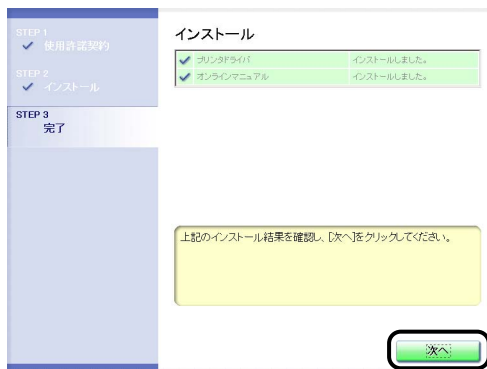 STEP 1
使用許諾契約
STEP 2
インストール
STEP 3
完了
インストール
プリンタドライバ インストールしました。
オンラインマニュアル インストールしました。
上記のインストール結果を確認し、[次へ]をクリックしてください。
次へ